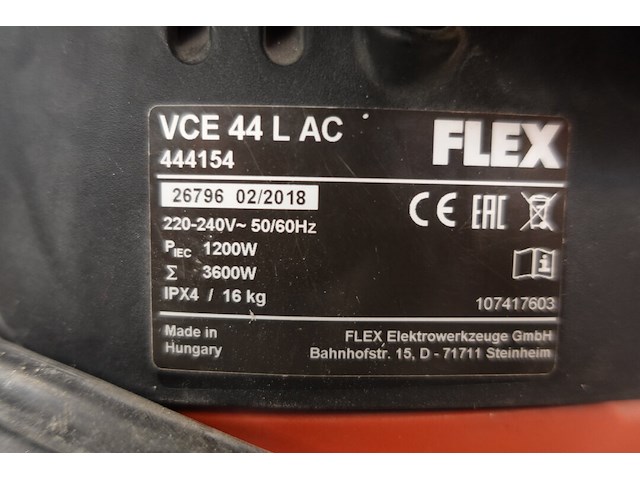 VCE 44 L AC
444154
FLEX
26796 02/2018
220-240V~ 50/60Hz
PIEC 1200W
Σ 3600W
IPX4 / 16 kg
CE EAC
i
107417603
Made in
Hungary
FLEX Elektrowerkzeuge GmbH
Bahnhofstr. 15, D - 71711 Steinheim